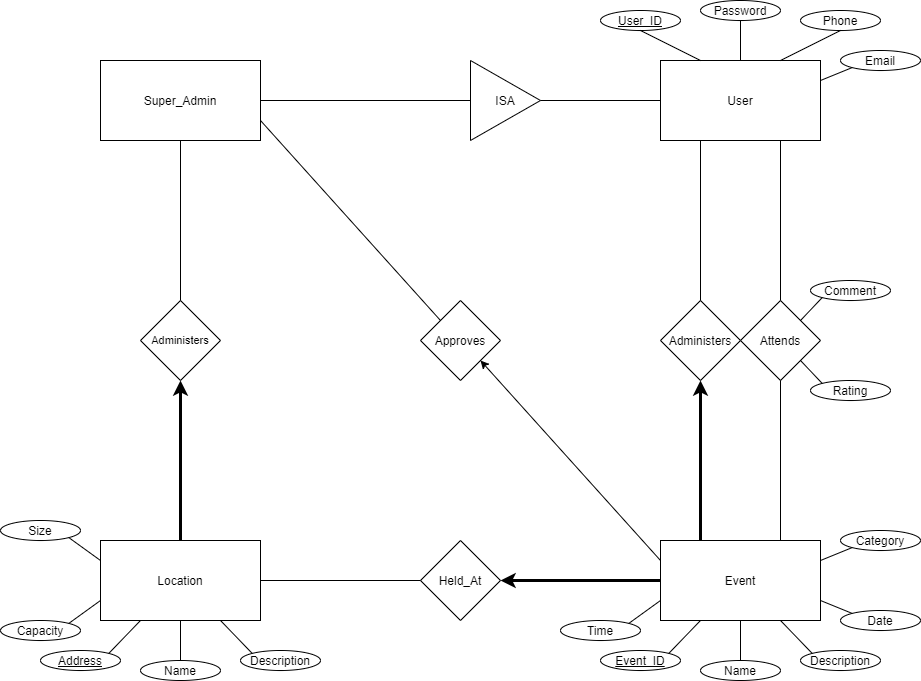 User_ID
Password
Phone
Email
Super_Admin
ISA
User
Comment
Administers
Approves
Administers
Attends
Rating
Size
Category
Location
Held_At
Event
Capacity
Time
Date
Address
Name
Description
Event_ID
Name
Description